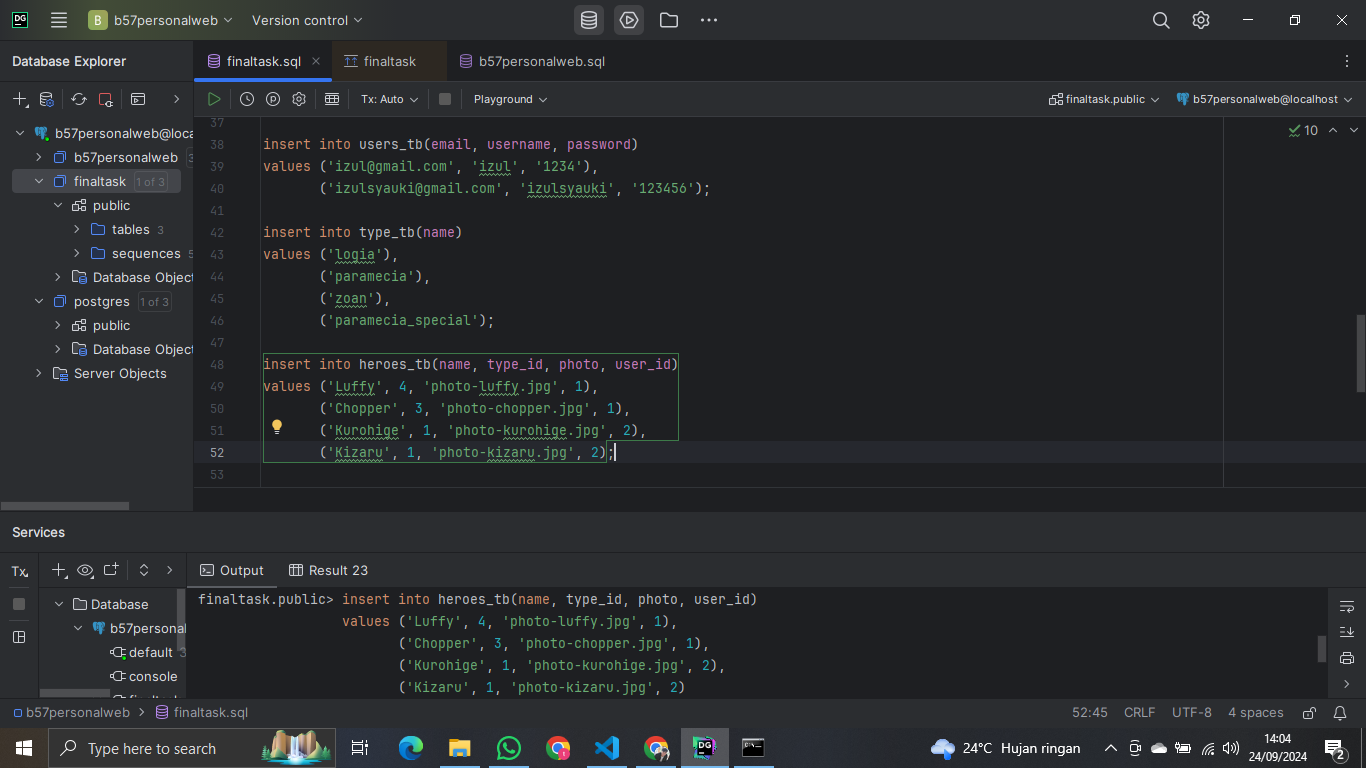 DG
B b57personalweb Version control
Database Explorer
finaltask.sql finaltask b57personalweb.sql
Tx: Auto Playground finaltask.public b57personalweb@localhost
b57personalweb@loca
b57personalweb
finaltask 1 of 3
public
tables 3
sequences
Database Object
postgres 1 of 3
public
Database Object
Server Objects
10
37
38 insert into users_tb(email, username, password)
39 values ('izul@gmail.com', 'izul', '1234'),
40 ('izulsyauki@gmail.com', 'izulsyauki', '123456');
41
42 insert into type_tb(name)
43 values ('logia'),
44 ('paramecia'),
45 ('zoan'),
46 ('paramecia_special');
47
48 insert into heroes_tb(name, type_id, photo, user_id)
49 values ('Luffy', 4, 'photo-luffy.jpg', 1),
50 ('Chopper', 3, 'photo-chopper.jpg', 1),
51 ('Kurohige', 1, 'photo-kurohige.jpg', 2),
52 ('Kizaru', 1, 'photo-kizaru.jpg', 2);
53
Services
Tx
Database
b57personal
default
console
Output Result 23
finaltask.public> insert into heroes_tb(name, type_id, photo, user_id)
values ('Luffy', 4, 'photo-luffy.jpg', 1),
('Chopper', 3, 'photo-chopper.jpg', 1),
('Kurohige', 1, 'photo-kurohige.jpg', 2),
('Kizaru', 1, 'photo-kizaru.jpg', 2)
b57personalweb finaltask.sql 52:45 CRLF UTF-8 4 spaces
Type here to search
24°C Hujan ringan
14:04
24/09/2024
2